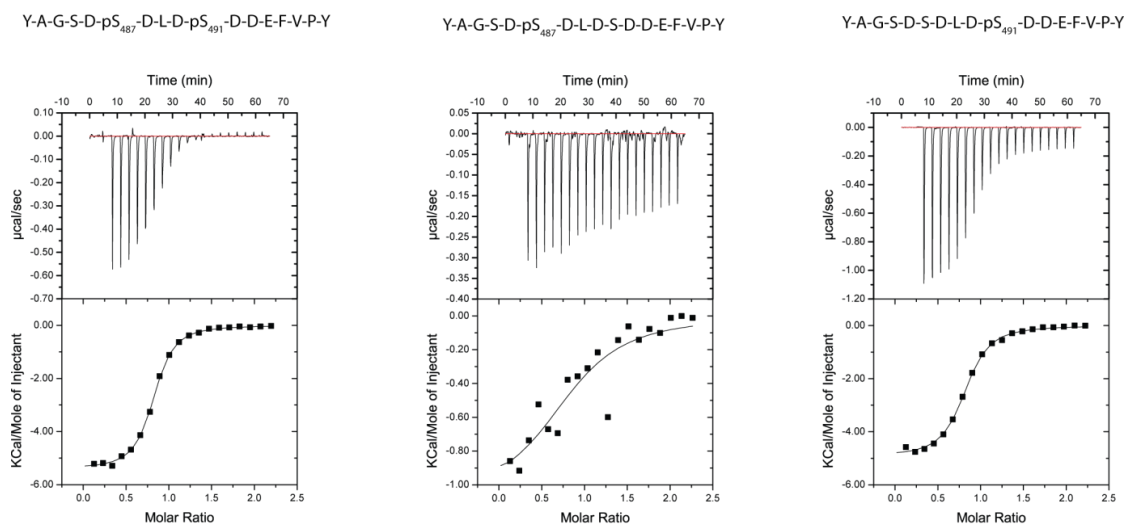 Y-A-G-S-D-pS487-D-L-D-pS491-D-D-E-F-V-P-Y
Time (min)
-10 0 10 20 30 40 50 60 70
0.10
0.00
-0.10
-0.20
-0.30
-0.40
-0.50
-0.60
-0.70
µcal/sec
0.00
-2.00
-4.00
-6.00
KCal/Mole of Injectant
0.0 0.5 1.0 1.5 2.0 2.5
Molar Ratio
Y-A-G-S-D-pS487-D-L-D-S-D-D-E-F-V-P-Y
Time (min)
-10 0 10 20 30 40 50 60 70
0.05
0.00
-0.05
-0.10
-0.15
-0.20
-0.25
-0.30
-0.35
-0.40
µcal/sec
0.00
-0.20
-0.40
-0.60
-0.80
-1.00
KCal/Mole of Injectant
0.0 0.5 1.0 1.5 2.0 2.5
Molar Ratio
Y-A-G-S-D-S-D-L-D-pS491-D-D-E-F-V-P-Y
Time (min)
-10 0 10 20 30 40 50 60 70
0.00
-0.20
-0.40
-0.60
-0.80
-1.00
-1.20
µcal/sec
0.00
-2.00
-4.00
-6.00
KCal/Mole of Injectant
0.0 0.5 1.0 1.5 2.0 2.5
Molar Ratio